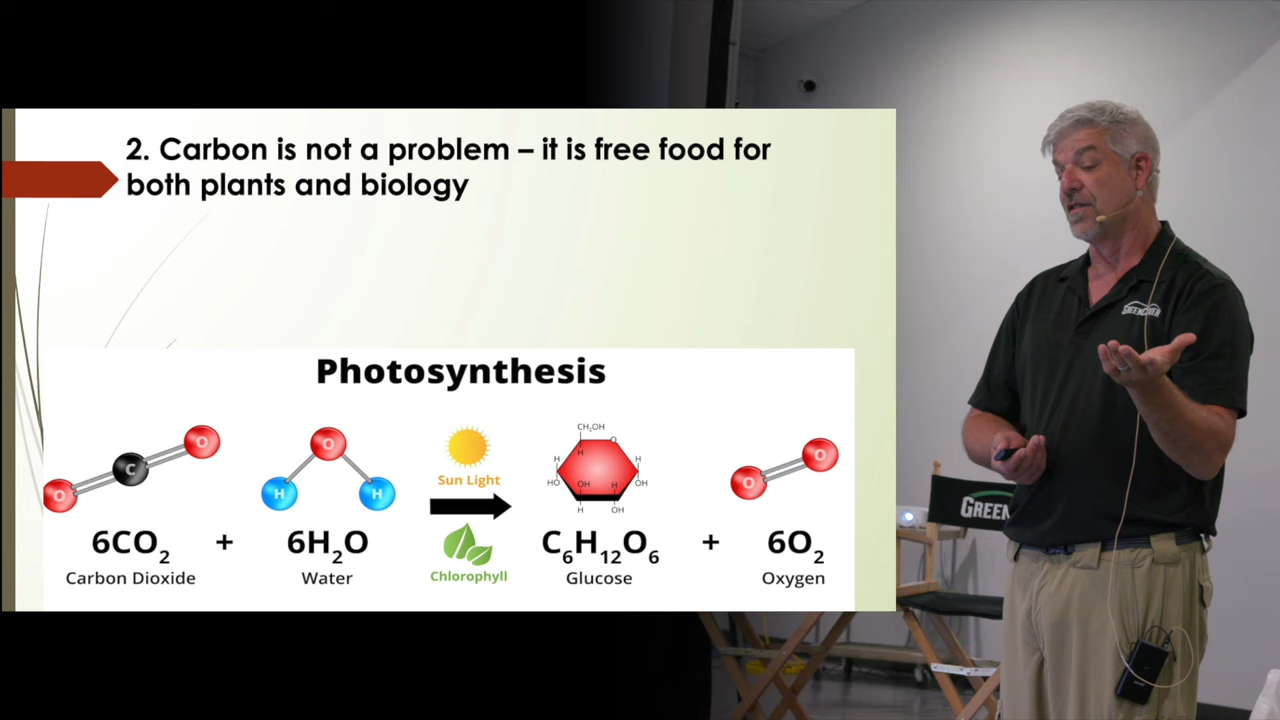 2. Carbon is not a problem – it is free food for
both plants and biology
Photosynthesis
O
C
O
O
H
H
Sun Light
Chlorophyll
CH₂OH
O
H
H
H
HO
OH
H
OH
H
OH
O
O
6CO₂ + 6H₂O C₆H₁₂O₆ + 6O₂
Carbon Dioxide
Water
Glucose
Oxygen
GREENCOVER